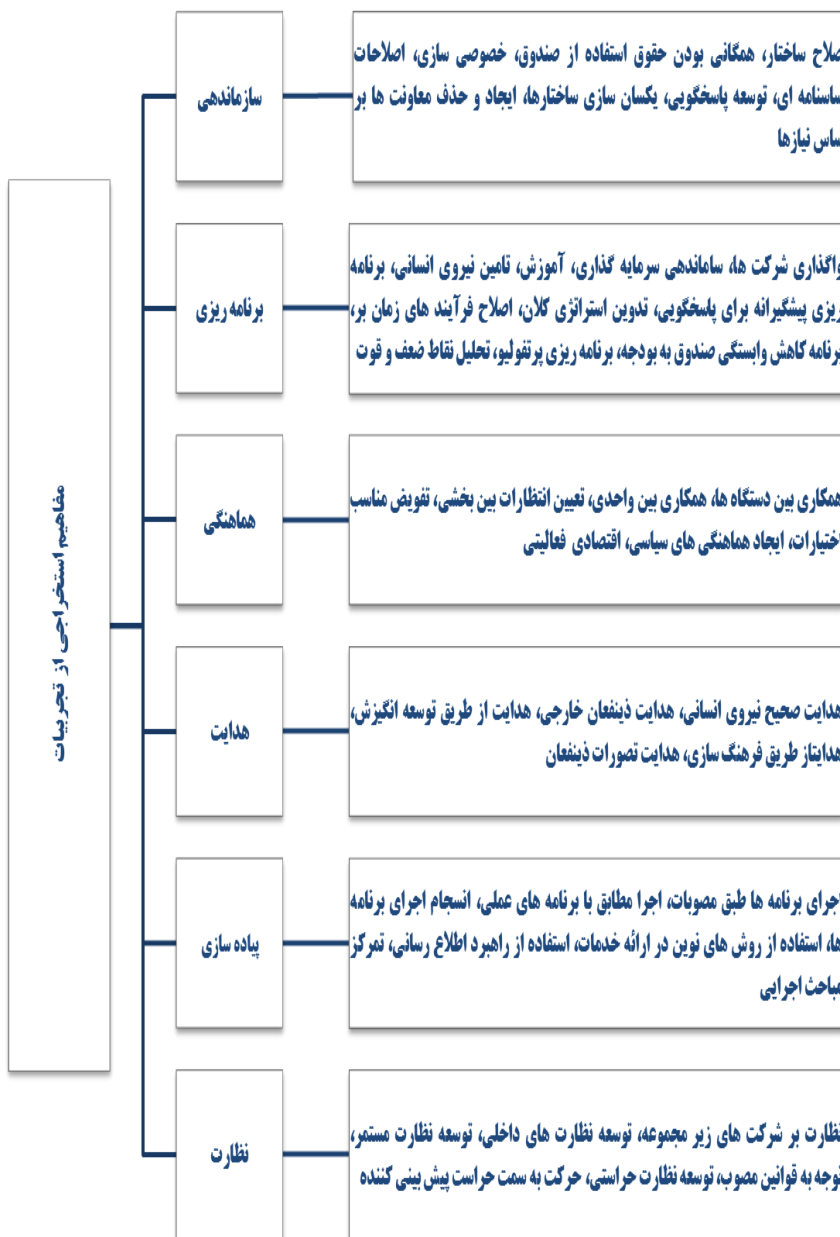 مفاهیم استخراجی از تجربیات
سازماندهی
صلاح ساختار، همگانی بودن حقوق استفاده از صندوق، خصوصی سازی، اصلاحات
ساسنامه ای، توسعه پاسخگویی، یکسان سازی ساختارها، ایجاد و حذف معاونت ها بر
ساس نیازها
برنامه ریزی
واگذاری شرکت ها، ساماندهی سرمایه گذاری، آموزش، تامین نیروی انسانی، برنامه
ریزی پیشگیرانه برای پاسخگویی، تدوین استراتژی کلان، اصلاح فرآیند های زمان بر،
برنامه کاهش وابستگی صندوق به بودجه، برنامه ریزی پرتفولیو، تحلیل نقاط ضعف و قوت
هماهنگی
همکاری بین دستگاه ها، همکاری بین واحدی، تعیین انتظارات بین بخشی، تفویض مناسب
اختیارات، ایجاد هماهنگی های سیاسی، اقتصادی فعالیتی
هدایت
هدایت صحیح نیروی انسانی، هدایت ذینفعان خارجی، هدایت از طریق توسعه انگیزش،
هدایتاز طریق فرهنگ سازی، هدایت تصورات ذینفعان
پیاده سازی
اجرای برنامه ها طبق مصوبات، اجرا مطابق با برنامه های عملی، انسجام اجرای برنامه
ها، استفاده از روش های نوین در ارائه خدمات، استفاده از راهبرد اطلاع رسانی، تمرکز
مباحث اجرایی
نظارت
نظارت بر شرکت های زیر مجموعه، توسعه نظارت های داخلی، توسعه نظارت مستمر،
توجه به قوانین مصوب، توسعه نظارت حراستی، حرکت به سمت حراست پیش بینی کننده